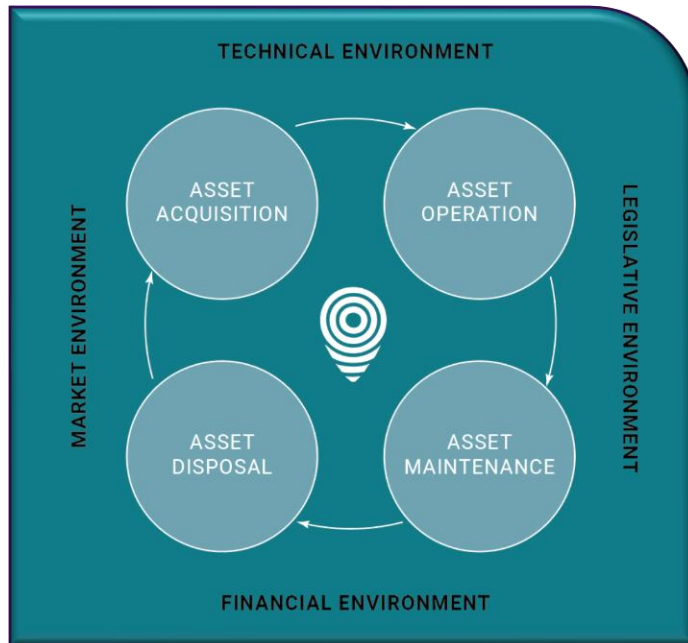 TECHNICAL ENVIRONMENT
ASSET
ACQUISITION
ASSET
OPERATION
MARKET ENVIRONMENT
LEGISLATIVE ENVIRONMENT
ASSET
DISPOSAL
ASSET
MAINTENANCE
FINANCIAL ENVIRONMENT